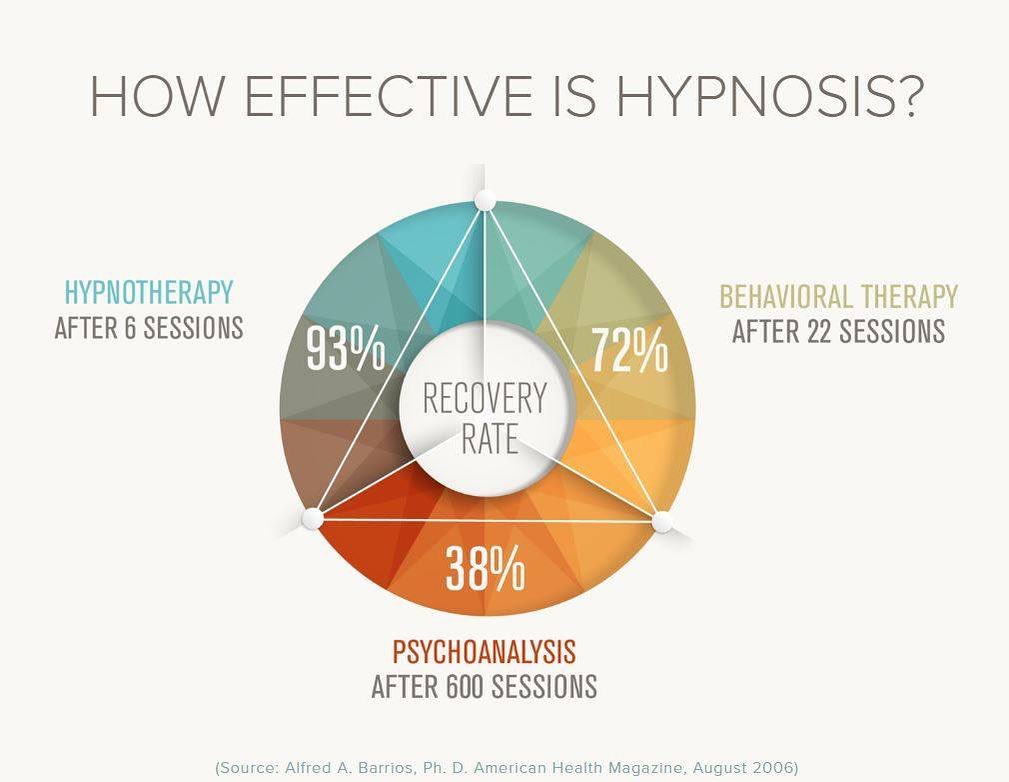 HOW EFFECTIVE IS HYPNOSIS?
HYPNOTHERAPY
AFTER 6 SESSIONS
93%
BEHAVIORAL THERAPY
AFTER 22 SESSIONS
72%
RECOVERY
RATE
38%
PSYCHOANALYSIS
AFTER 600 SESSIONS
(Source: Alfred A. Barrios, Ph. D. American Health Magazine, August 2006)